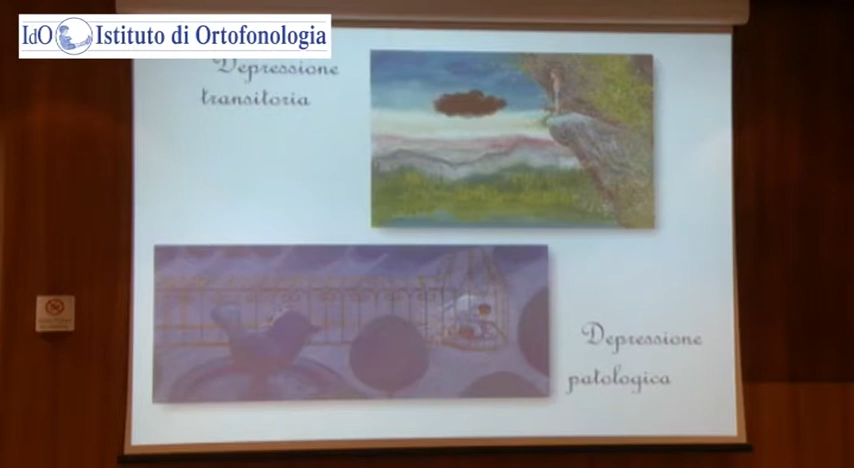 IdO Istituto di Ortofonologia
Depressione
transitoria
Depressione
patologica